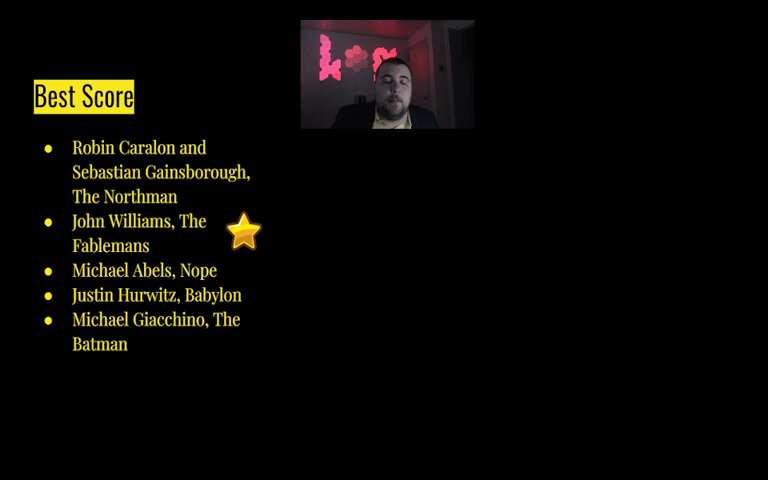 Best Score
● Robin Caralon and
Sebastian Gainsborough,
The Northman
● John Williams, The
Fablemans
● Michael Abels, Nope
● Justin Hurwitz, Babylon
● Michael Giacchino, The
Batman